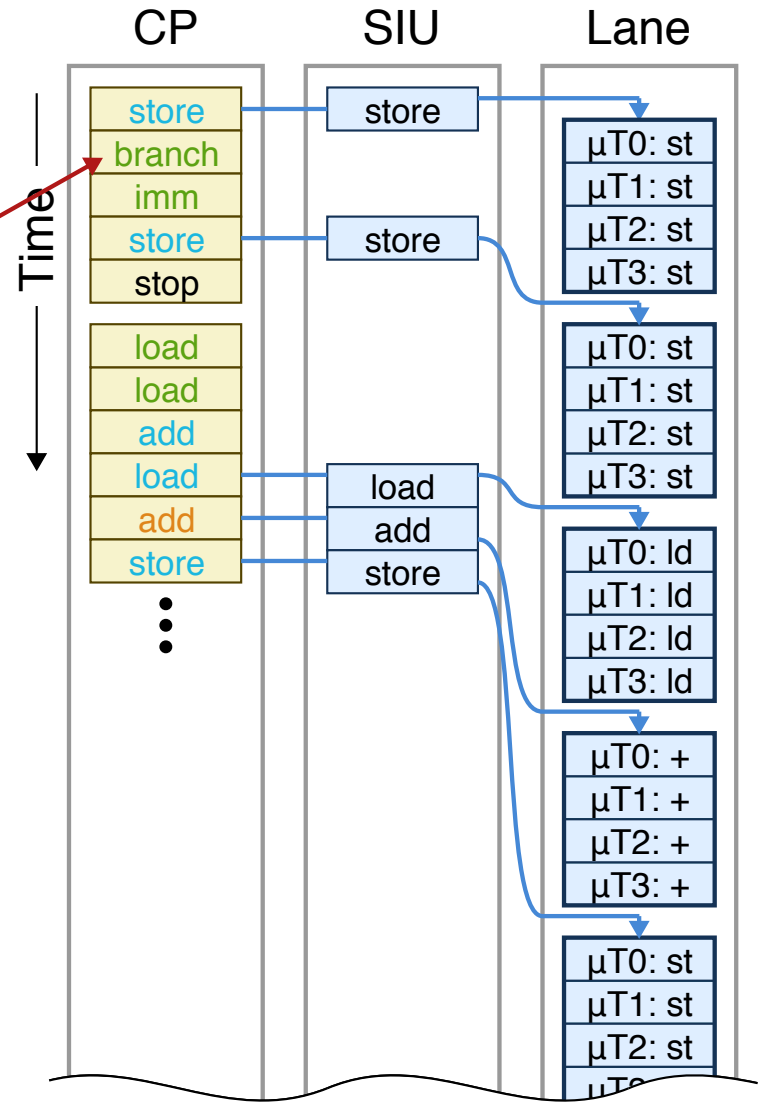 CP
SIU
Lane
Time
store
branch
imm
store
stop
load
load
add
load
add
store
store
store
load
add
store
µT0: st
µT1: st
µT2: st
µT3: st
µT0: st
µT1: st
µT2: st
µT3: st
µT0: ld
µT1: ld
µT2: ld
µT3: ld
µT0: +
µT1: +
µT2: +
µT3: +
µT0: st
µT1: st
µT2: st